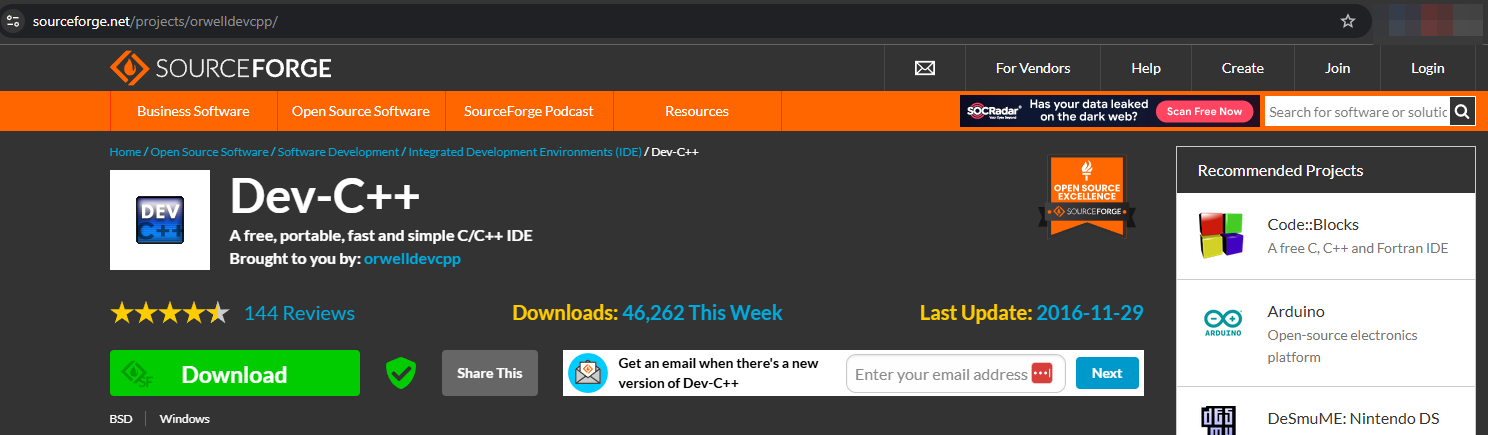 sourceforge.net/projects/orwelldevcpp/
SOURCEFORGE
For Vendors
Help
Create
Join
Login
Business Software
Open Source Software
SourceForge Podcast
Resources
SOCRadar
Has your data leaked
on the dark web?
Scan Free Now
Search for software or solutic
Home / Open Source Software / Software Development / Integrated Development Environments (IDE) / Dev-C++
DEV
C++
Dev-C++
A free, portable, fast and simple C/C++ IDE
Brought to you by: orwelldevcpp
OPEN SOURCE
EXCELLENCE
SOURCEFORGE
144 Reviews
Downloads: 46,262 This Week
Last Update: 2016-11-29
SF
Download
Share This
Get an email when there's a new
version of Dev-C++
Enter your email address
Next
BSD
Windows
Recommended Projects
Code::Blocks
A free C, C++ and Fortran IDE
ARDUINO
Arduino
Open-source electronics
platform
DeSmuME: Nintendo DS